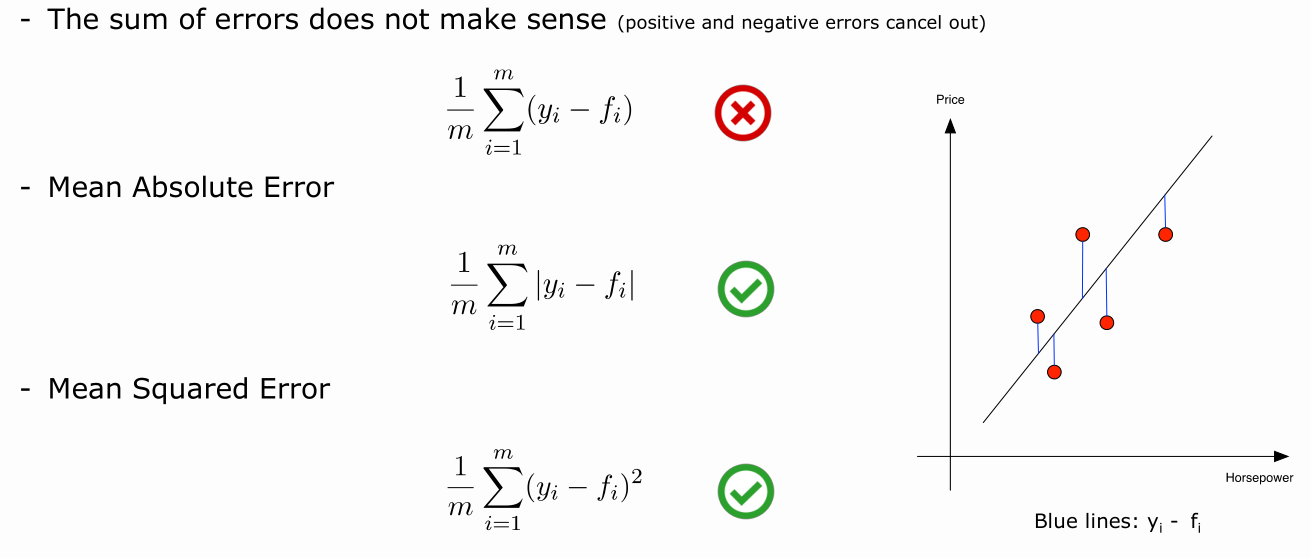 - The sum of errors does not make sense (positive and negative errors cancel out)
\frac{1}{m} \sum_{i=1}^{m} (y_i - f_i)
- Mean Absolute Error
\frac{1}{m} \sum_{i=1}^{m} |y_i - f_i|
- Mean Squared Error
\frac{1}{m} \sum_{i=1}^{m} (y_i - f_i)^2
Price
Horsepower
Blue lines: y_i - f_i